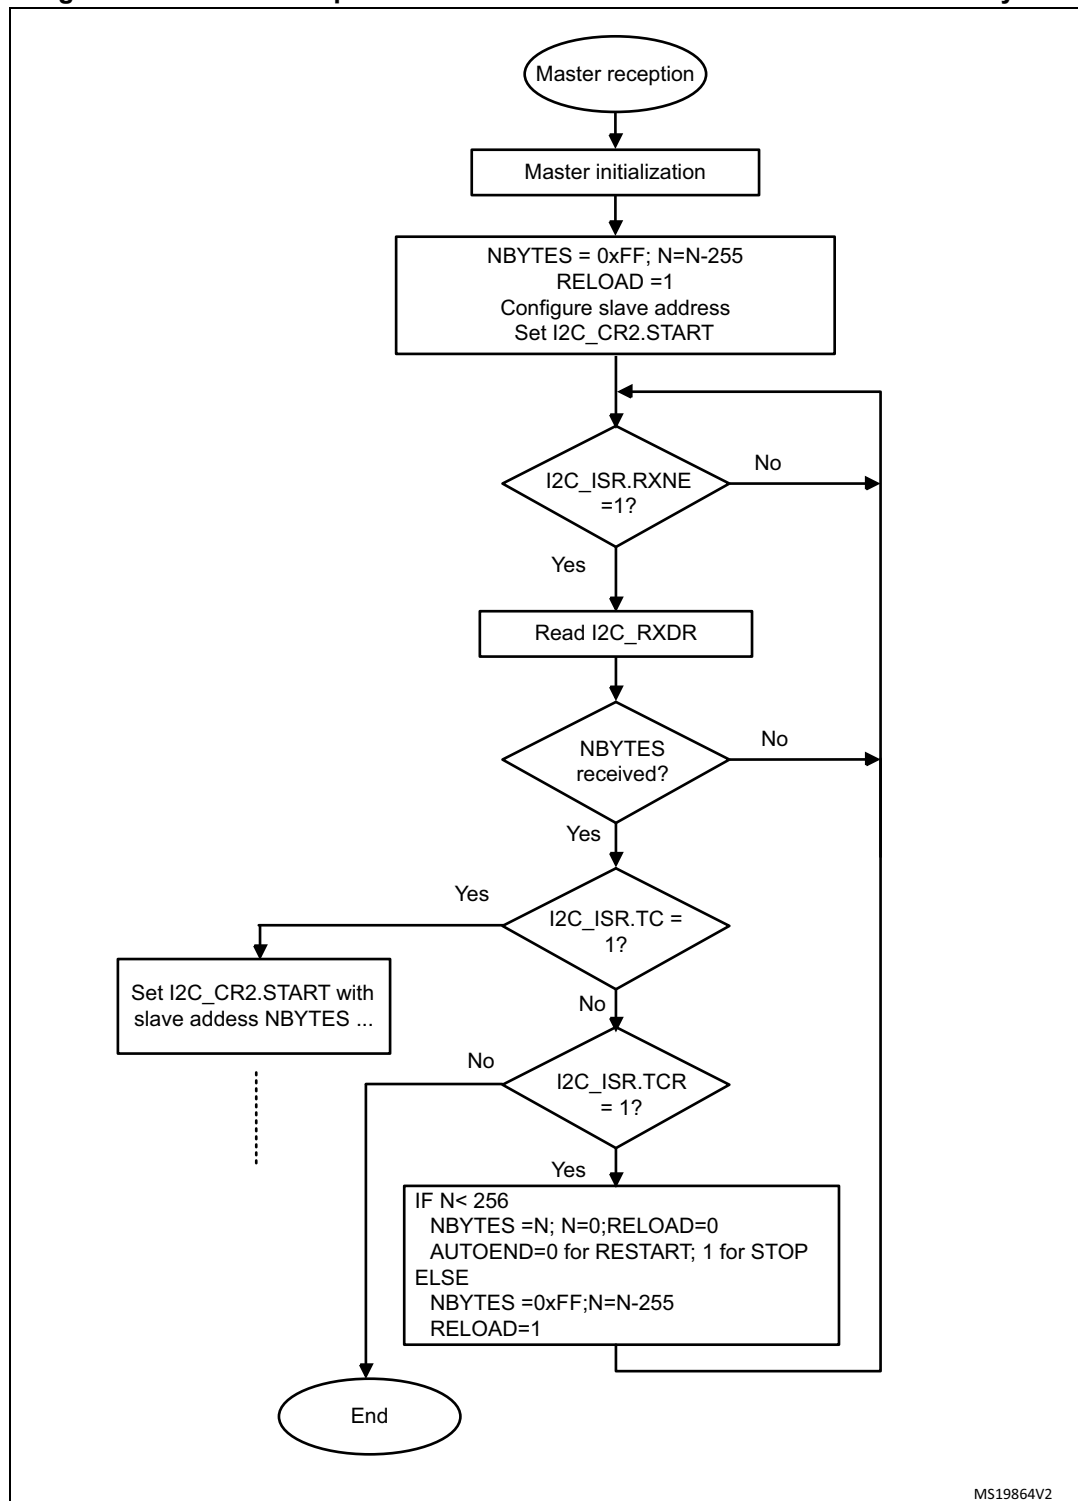 Master reception
Master initialization
NBYTES = 0xFF; N=N-255
RELOAD =1
Configure slave address
Set I2C_CR2.START
I2C_ISR.RXNE
=1?
No
Yes
Read I2C_RXDR
NBYTES
received?
No
Yes
I2C_ISR.TC =
1?
Yes
Set I2C_CR2.START with
slave addess NBYTES ...
No
I2C_ISR.TCR
= 1?
No
Yes
IF N< 256
NBYTES =N; N=0;RELOAD=0
AUTOEND=0 for RESTART; 1 for STOP
ELSE
NBYTES =0xFF;N=N-255
RELOAD=1
End
MS19864V2